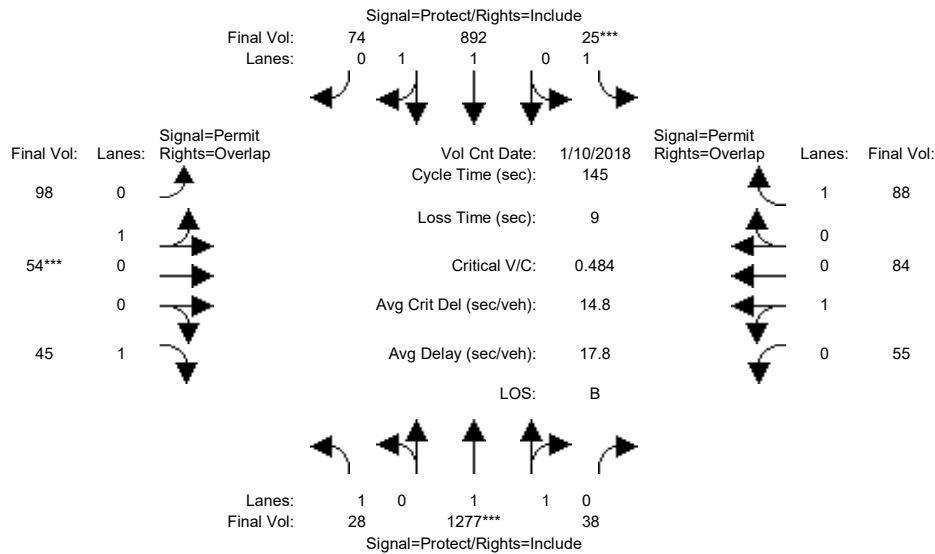 Signal=Protect/Rights=Include
Final Vol: 74 892 25***
Lanes: 0 1 1 0 1
Signal=Permit
Final Vol: Lanes: Rights=Overlap
Vol Cnt Date: 1/10/2018
Signal=Permit
Rights=Overlap Lanes: Final Vol:
Cycle Time (sec): 145
98 0
1 88
Loss Time (sec): 9
1
0
54*** 0
Critical V/C: 0.484
0 84
0
Avg Crit Del (sec/veh): 14.8
1
45 1
Avg Delay (sec/veh): 17.8
0 55
LOS: B
Lanes: 1 0 1 1 0
Final Vol: 28 1277*** 38
Signal=Protect/Rights=Include